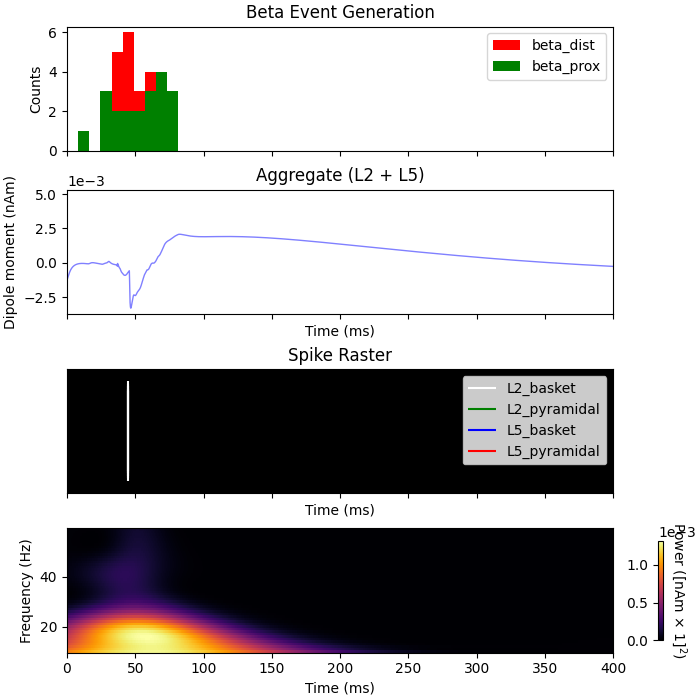 Beta Event Generation
6
4
2
0
Counts
beta_dist
beta_prox
Aggregate (L2 + L5)
1e−3
5.0
2.5
0.0
−2.5
Dipole moment (nAm)
Time (ms)
Spike Raster
L2_basket
L2_pyramidal
L5_basket
L5_pyramidal
Time (ms)
40
20
Frequency (Hz)
0 50 100 150 200 250 300 350 400
Time (ms)
1e−3
1.0
0.5
0.0
Power ([nAm × 1]²)